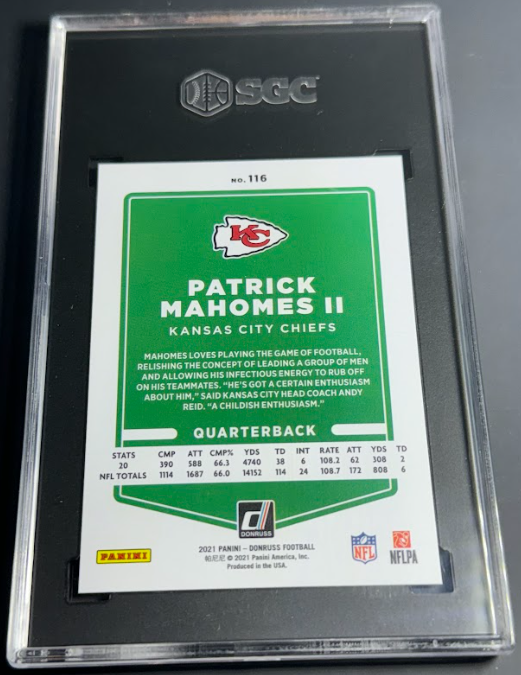 SGC
NO. 116
KC
PATRICK
MAHOMES II
KANSAS CITY CHIEFS
MAHOMES LOVES PLAYING THE GAME OF FOOTBALL,
RELISHING THE CONCEPT OF LEADING A GROUP OF MEN
AND ALLOWING HIS INFECTIOUS ENERGY TO RUB OFF
ON HIS TEAMMATES. "HE'S GOT A CERTAIN ENTHUSIASM
ABOUT HIM," SAID KANSAS CITY HEAD COACH ANDY
REID. "A CHILDISH ENTHUSIASM."
QUARTERBACK
STATS CMP ATT CMP% YDS TD INT RATE ATT YDS TD
20 390 588 66.3 4740 38 6 108.2 62 308 2
NFL TOTALS 1114 1687 66.0 14152 114 24 108.7 172 808 6
d
DONRUSS
PANINI
2021 PANINI – DONRUSS FOOTBALL
帕尼尼 © 2021 Panini America, Inc.
Produced in the USA.
NFL
NFLPA